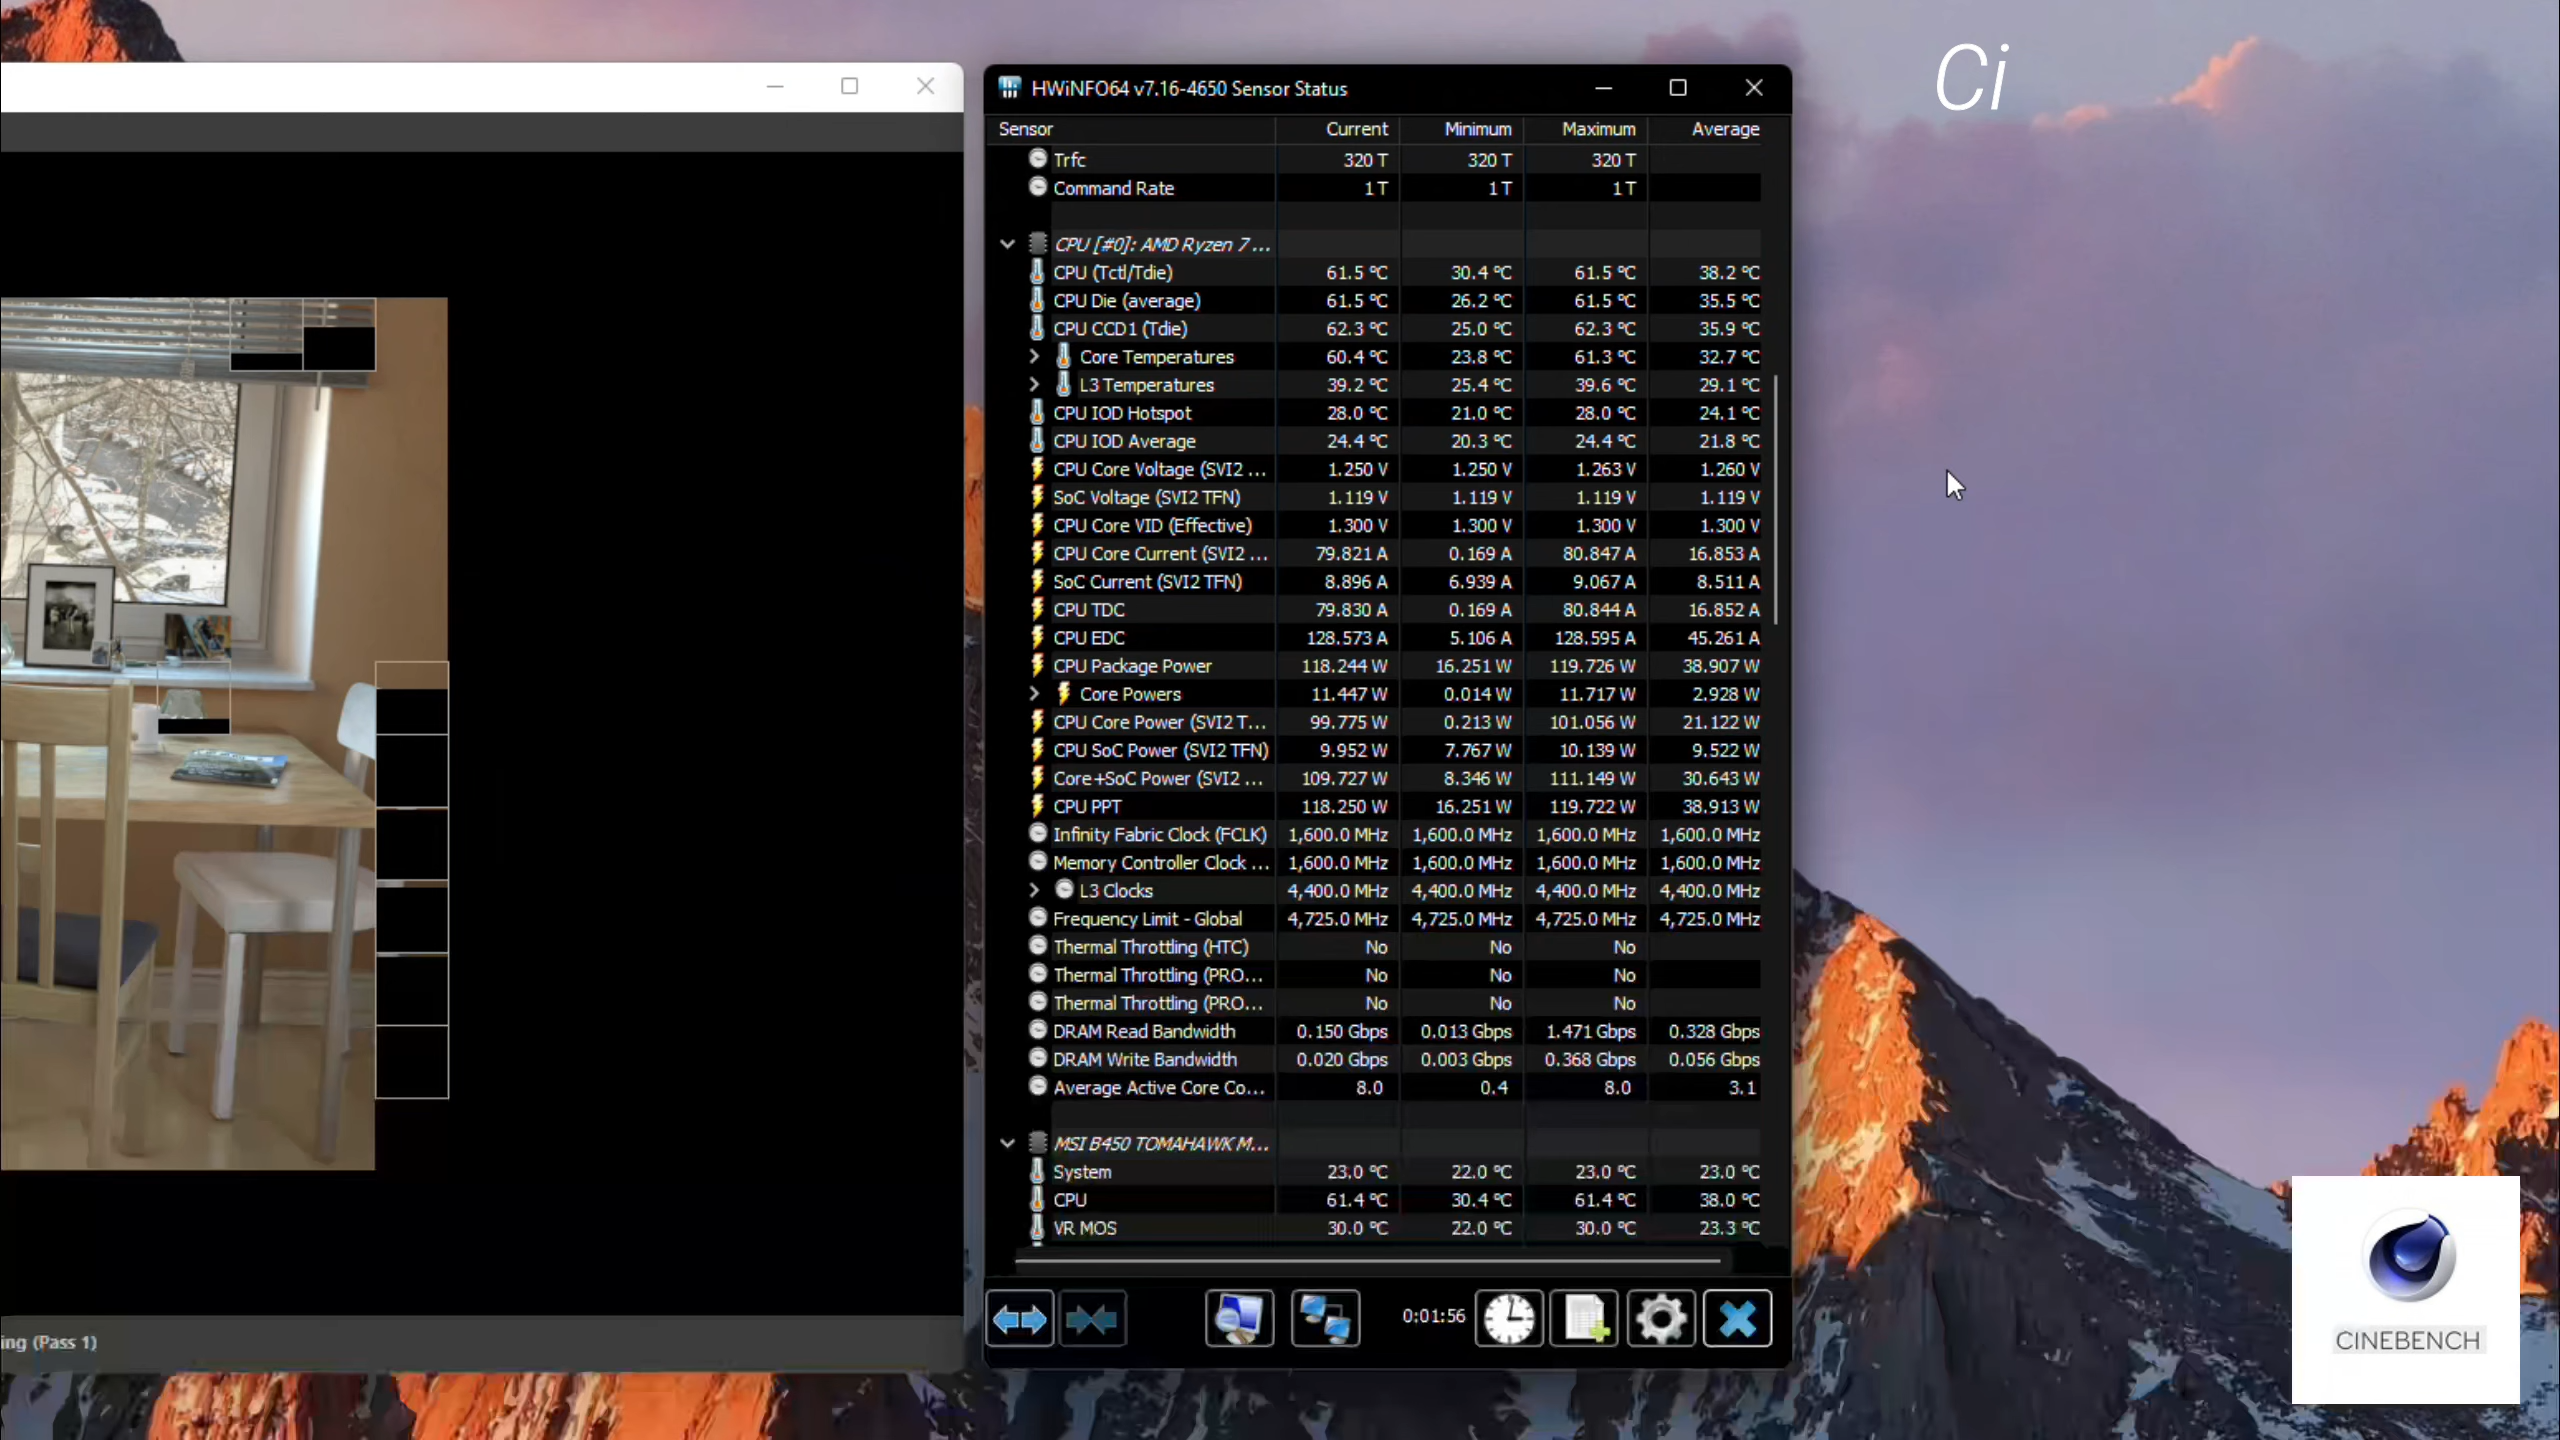 Ci
HWiNFO64 v7.16-4650 Sensor Status
Sensor Current Minimum Maximum Average
Trfc 320 T 320 T 320 T
Command Rate 1 T 1 T 1 T
CPU [#0]: AMD Ryzen 7 ...
CPU (Tctl/Tdie) 61.5 °C 30.4 °C 61.5 °C 38.2 °C
CPU Die (average) 61.5 °C 26.2 °C 61.5 °C 35.5 °C
CPU CCD1 (Tdie) 62.3 °C 25.0 °C 62.3 °C 35.9 °C
Core Temperatures 60.4 °C 23.8 °C 61.3 °C 32.7 °C
L3 Temperatures 39.2 °C 25.4 °C 39.6 °C 29.1 °C
CPU IOD Hotspot 28.0 °C 21.0 °C 28.0 °C 24.1 °C
CPU IOD Average 24.4 °C 20.3 °C 24.4 °C 21.8 °C
CPU Core Voltage (SVI2 ... 1.250 V 1.250 V 1.263 V 1.260 V
SoC Voltage (SVI2 TFN) 1.119 V 1.119 V 1.119 V 1.119 V
CPU Core VID (Effective) 1.300 V 1.300 V 1.300 V 1.300 V
CPU Core Current (SVI2 ... 79.821 A 0.169 A 80.847 A 16.853 A
SoC Current (SVI2 TFN) 8.896 A 6.939 A 9.067 A 8.511 A
CPU TDC 79.830 A 0.169 A 80.844 A 16.852 A
CPU EDC 128.573 A 5.106 A 128.595 A 45.261 A
CPU Package Power 118.244 W 16.251 W 119.726 W 38.907 W
Core Powers 11.447 W 0.014 W 11.717 W 2.928 W
CPU Core Power (SVI2 T... 99.775 W 0.213 W 101.056 W 21.122 W
CPU SoC Power (SVI2 TFN) 9.952 W 7.767 W 10.139 W 9.522 W
Core+SoC Power (SVI2 ... 109.727 W 8.346 W 111.149 W 30.643 W
CPU PPT 118.250 W 16.251 W 119.722 W 38.913 W
Infinity Fabric Clock (FCLK) 1,600.0 MHz 1,600.0 MHz 1,600.0 MHz 1,600.0 MHz
Memory Controller Clock ... 1,600.0 MHz 1,600.0 MHz 1,600.0 MHz 1,600.0 MHz
L3 Clocks 4,400.0 MHz 4,400.0 MHz 4,400.0 MHz 4,400.0 MHz
Frequency Limit - Global 4,725.0 MHz 4,725.0 MHz 4,725.0 MHz 4,725.0 MHz
Thermal Throttling (HTC) No No No
Thermal Throttling (PRO... No No No
Thermal Throttling (PRO... No No No
DRAM Read Bandwidth 0.150 Gbps 0.013 Gbps 1.471 Gbps 0.328 Gbps
DRAM Write Bandwidth 0.020 Gbps 0.003 Gbps 0.368 Gbps 0.056 Gbps
Average Active Core Co... 8.0 0.4 8.0 3.1
MSI B450 TOMAHAWK M...
System 23.0 °C 22.0 °C 23.0 °C 23.0 °C
CPU 61.4 °C 30.4 °C 61.4 °C 38.0 °C
VR MOS 30.0 °C 22.0 °C 30.0 °C 23.3 °C
0:01:56
ing (Pass 1)
CINEBENCH